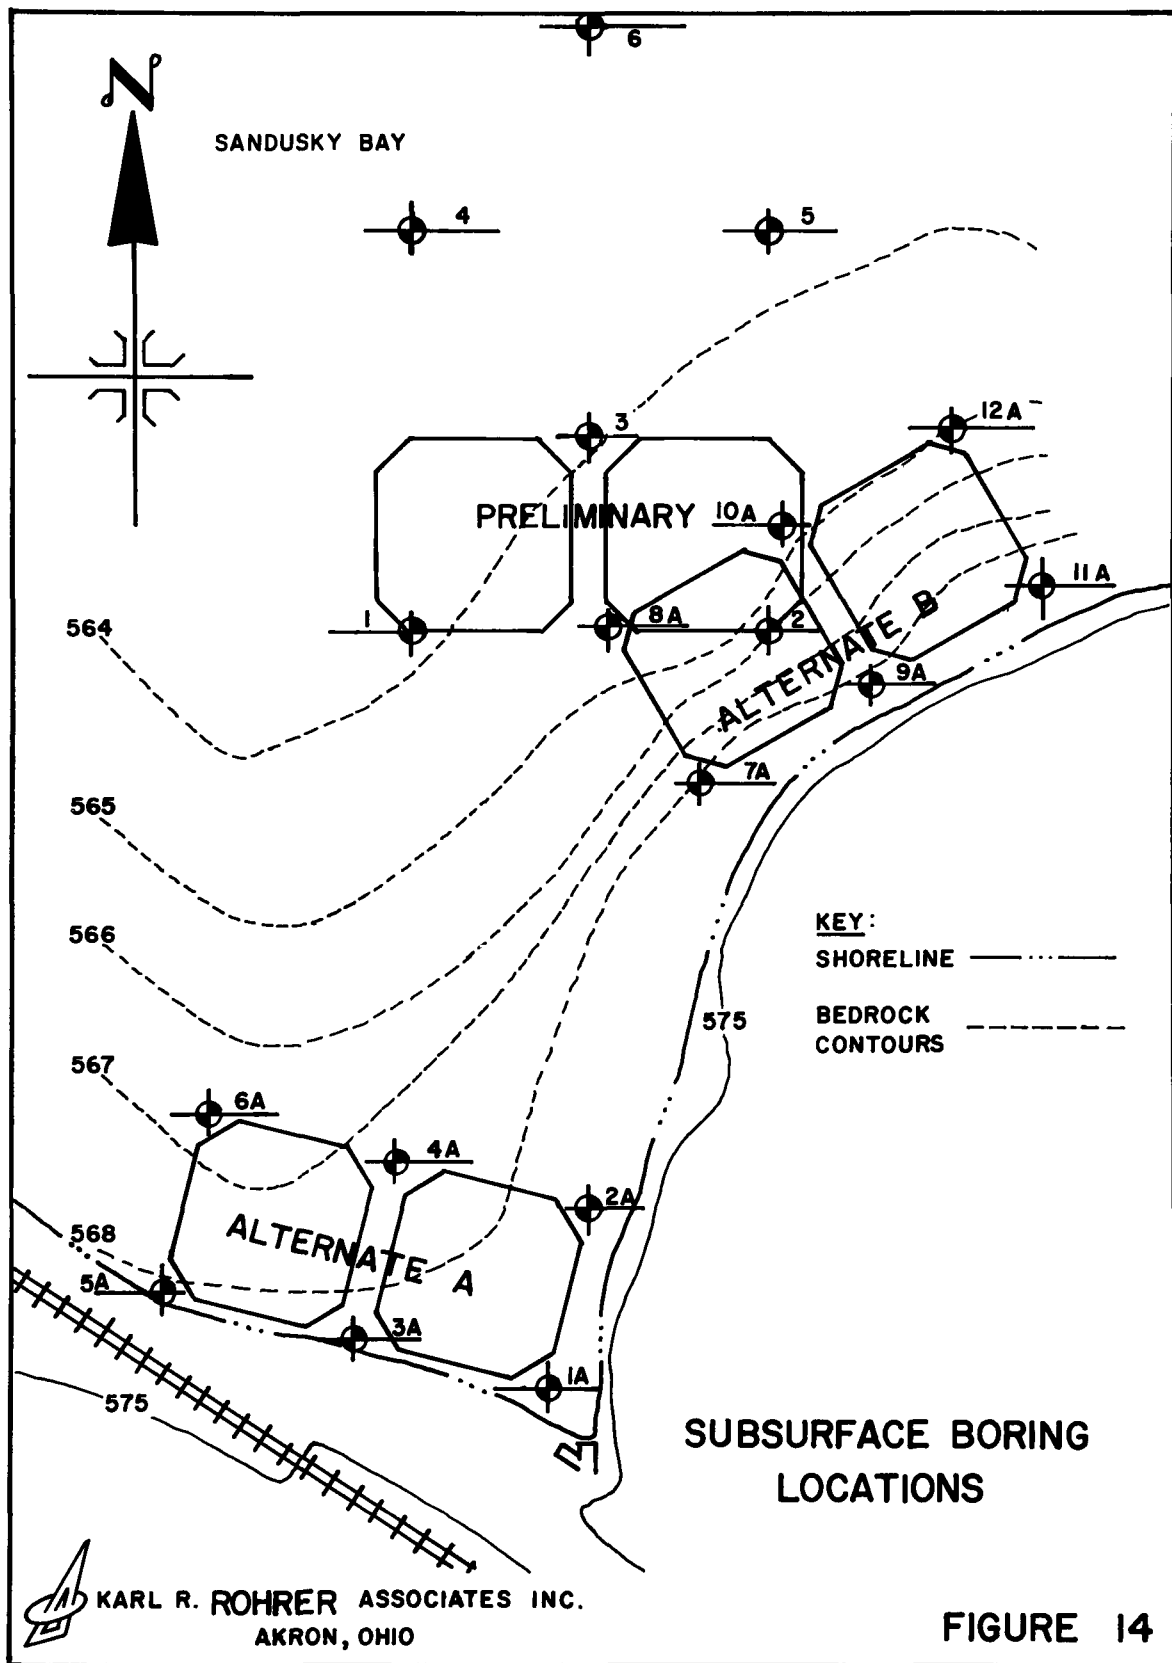 6
N
SANDUSKY BAY
4
5
3
12A
PRELIMINARY
10A
11A
1
8A
2
564
ALTERNATE B
9A
7A
565
KEY:
566
SHORELINE
575
BEDROCK
CONTOURS
567
6A
4A
2A
568
ALTERNATE A
5A
3A
1A
575
SUBSURFACE BORING
LOCATIONS
KARL R. ROHRER ASSOCIATES INC.
AKRON, OHIO
FIGURE 14